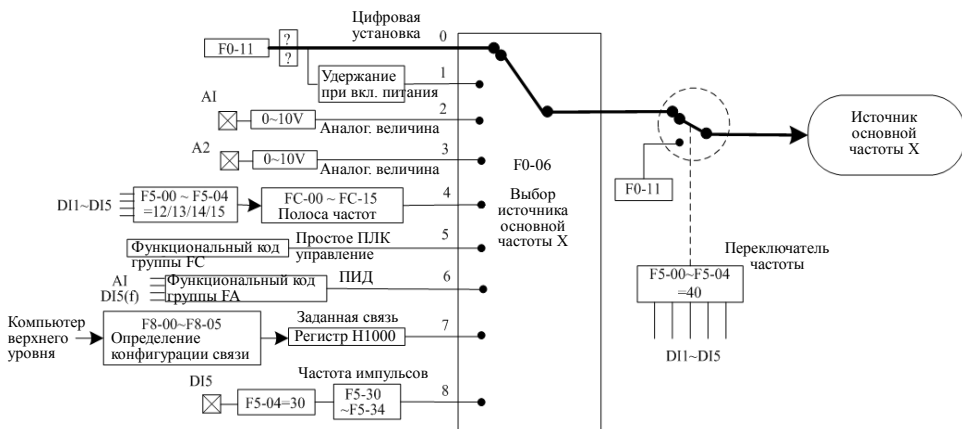 Цифровая
установка
0
F0-11
?
?
Удержание
при вкл. питания
1
AI
0~10V
Аналог. величина
2
A2
0~10V
Аналог. величина
3
DI1~DI5
F5-00 ~ F5-04
=12/13/14/15
FC-00 ~ FC-15
Полоса частот
4
Функциональный код
группы FC
Простое ПЛК
управление
5
AI
DI5(f)
Функциональный код
группы FA
ПИД
6
Компьютер
верхнего
уровня
F8-00~F8-05
Определение
конфигурации связи
Заданная связь
Регистр H1000
7
DI5
F5-04=30
Частота импульсов
F5-30
~F5-34
8
F0-06
Выбор
источника
основной
частоты X
F0-11
Источник
основной
частоты X
Переключатель
частоты
F5-00~F5-04
=40
DI1~DI5